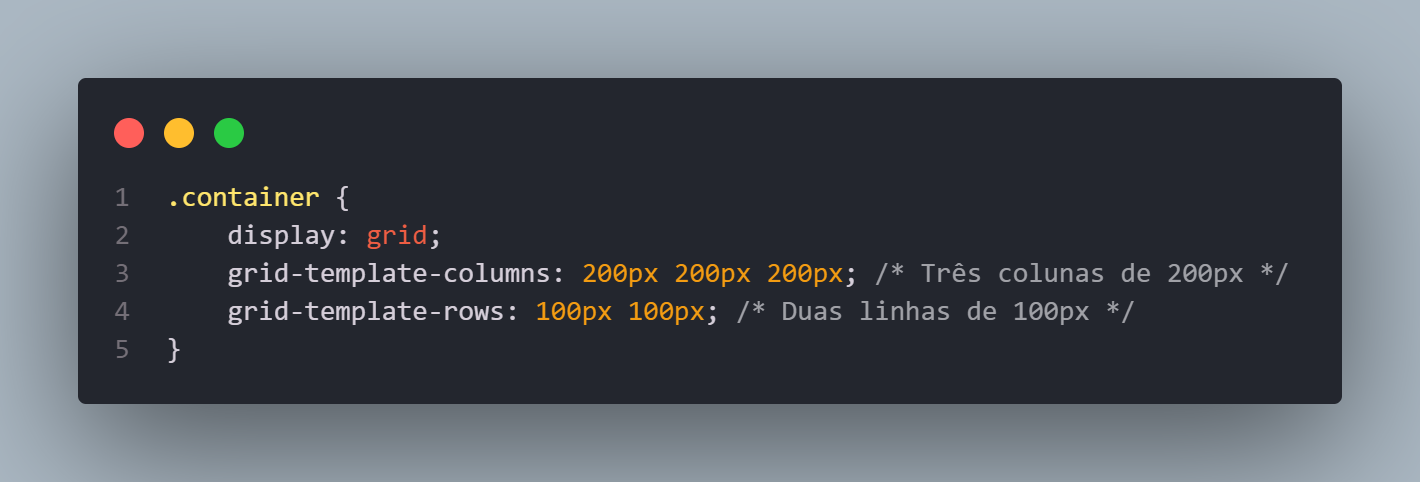 1 .container {
2 display: grid;
3 grid-template-columns: 200px 200px 200px; /* Três colunas de 200px */
4 grid-template-rows: 100px 100px; /* Duas linhas de 100px */
5 }